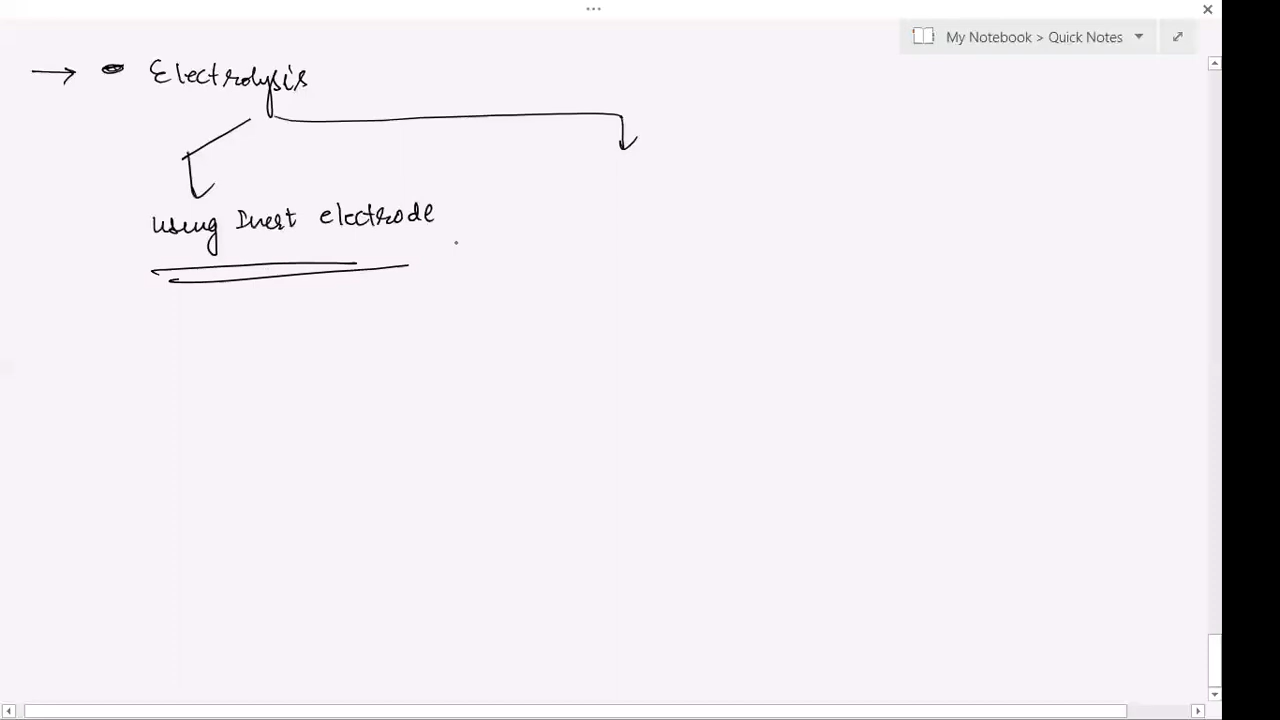 My Notebook > Quick Notes
→ Electrolysis
using Inert electrode